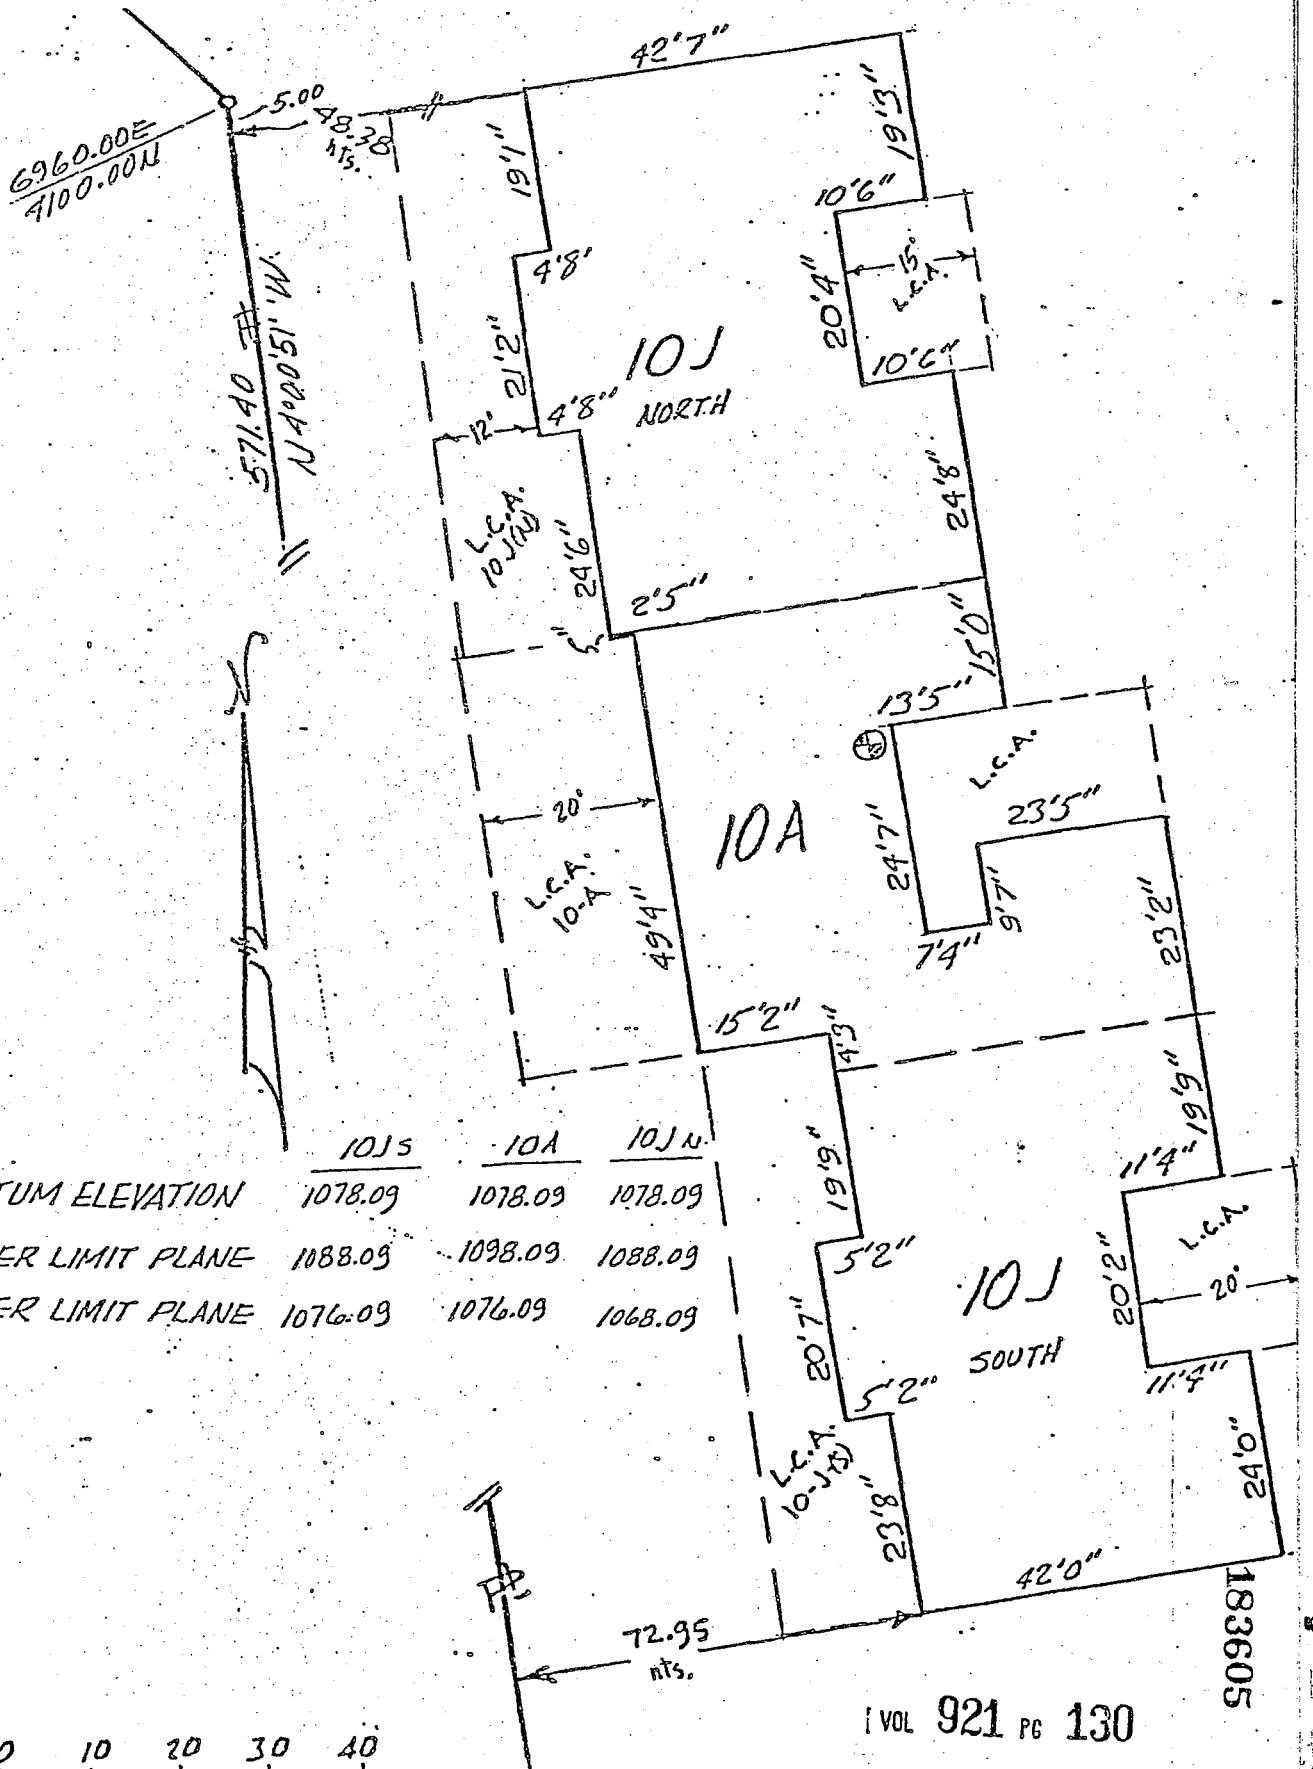 42'7"
5.00
48.38
nts.
6960.00E
4100.00N
19'1"
19'3"
10'6"
4'8"
15'
L.C.A.
20'4"
571.40
N4°00'51"W.
21'2"
10J
NORTH
10'6"
4'8"
12'
L.C.A.
10J(N)
24'6"
24'8"
2'5"
5"
15'0"
13'5"
L.C.A.
20'
23'5"
10A
24'7"
L.C.A.
10-A
9'7"
49'4"
7'4"
23'2"
15'2"
4'3"
19'9"
10JS 10A 10JN
TUM ELEVATION 1078.09 1078.09 1078.09
ER LIMIT PLANE 1088.09 1098.09 1088.09
ER LIMIT PLANE 1076.09 1076.09 1068.09
19'9"
11'4"
L.C.A.
5'2"
20'2"
20'
10J
SOUTH
20'7"
11'4"
5'2"
L.C.A.
10-J(S)
24'0"
23'8"
42'0"
72.95
nts.
183605
VOL 921 PG 130
0 10 20 30 40